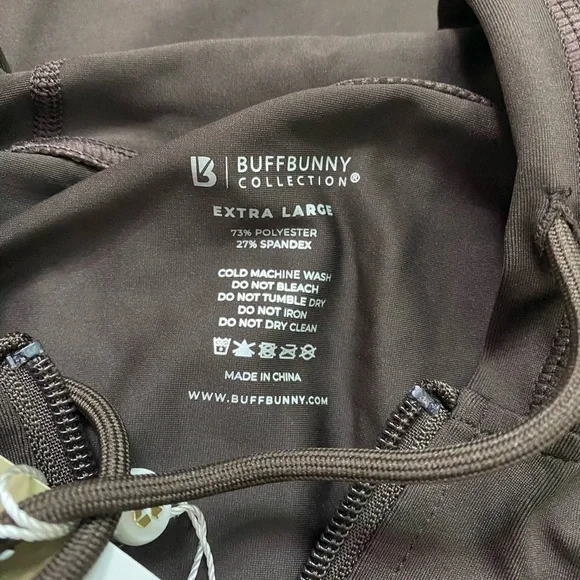 BUFFBUNNY
COLLECTION®
EXTRA LARGE
73% POLYESTER
27% SPANDEX
COLD MACHINE WASH
DO NOT BLEACH
DO NOT TUMBLE DRY
DO NOT IRON
DO NOT DRY CLEAN
MADE IN CHINA
WWW.BUFFBUNNY.COM